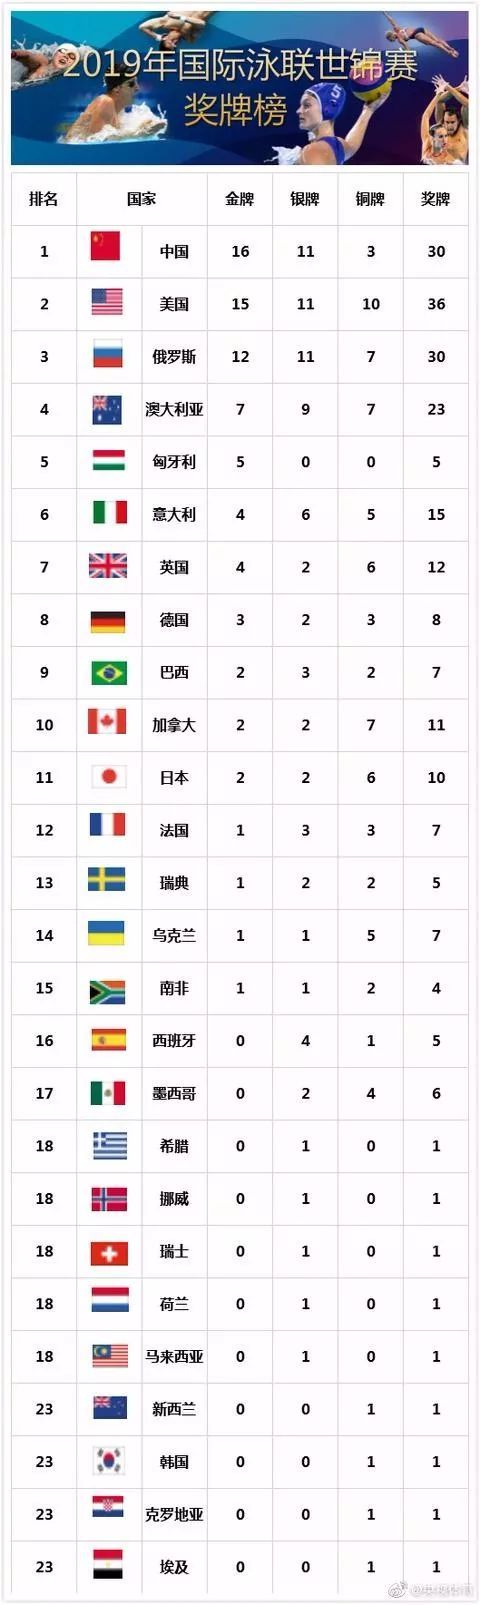 2019年国际泳联世锦赛
奖牌榜
排名 国家 金牌 银牌 铜牌 奖牌
1 中国 16 11 3 30
2 美国 15 11 10 36
3 俄罗斯 12 11 7 30
4 澳大利亚 7 9 7 23
5 匈牙利 5 0 0 5
6 意大利 4 6 5 15
7 英国 4 2 6 12
8 德国 3 2 3 8
9 巴西 2 3 2 7
10 加拿大 2 2 7 11
11 日本 2 2 6 10
12 法国 1 3 3 7
13 瑞典 1 2 2 5
14 乌克兰 1 1 5 7
15 南非 1 1 2 4
16 西班牙 0 4 1 5
17 墨西哥 0 2 4 6
18 希腊 0 1 0 1
18 挪威 0 1 0 1
18 瑞士 0 1 0 1
18 荷兰 0 1 0 1
18 马来西亚 0 1 0 1
23 新西兰 0 0 1 1
23 韩国 0 0 1 1
23 克罗地亚 0 0 1 1
23 埃及 0 0 1 1